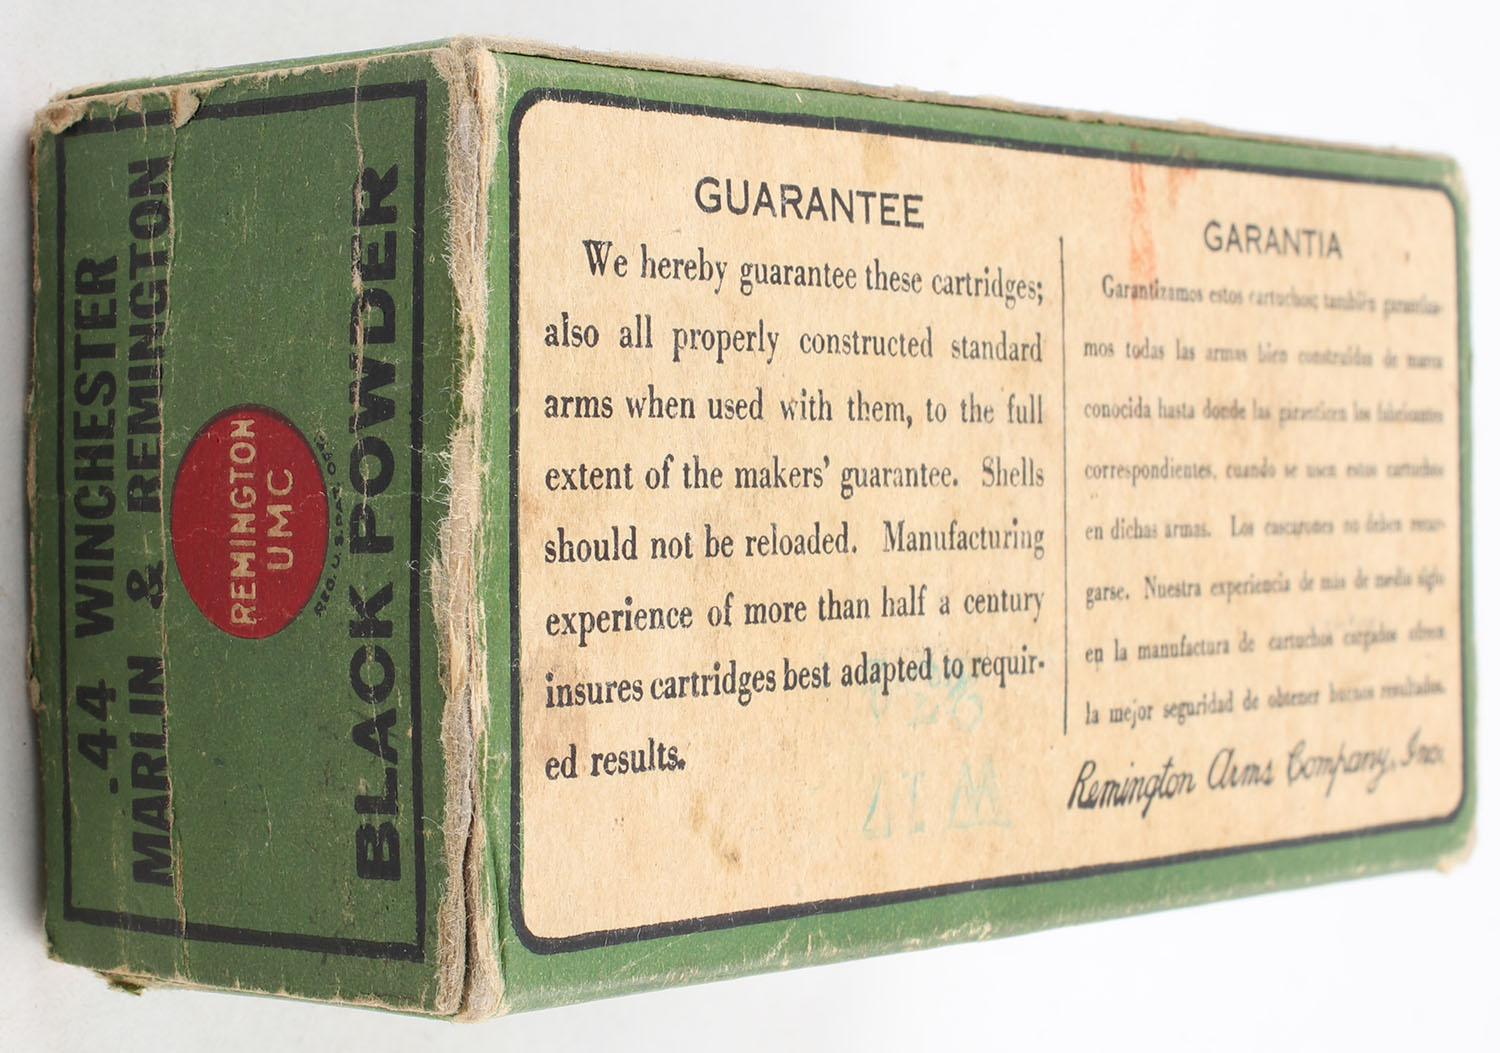 .44 WINCHESTER
MARLIN & REMINGTON
REMINGTON
UMC
REG. U.S. PAT. OFF.
BLACK POWDER
GUARANTEE
We hereby guarantee these cartridges;
also all properly constructed standard
arms when used with them, to the full
extent of the makers' guarantee. Shells
should not be reloaded. Manufacturing
experience of more than half a century
insures cartridges best adapted to requir-
ed results.
W 17
GARANTIA
Garantizamos estos cartuchos; también garantiza-
mos todas las armas bien construídas de marca
conocida hasta donde las garanticen los fabricantes
correspondientes, cuando se usen estos cartuchos
en dichas armas. Los cascarones no deben recar-
garse. Nuestra experiencia de más de medio siglo
en la manufactura de cartuchos cargados ofrece
la mejor seguridad de obtener buenos resultados.
Remington Arms Company, Inc.